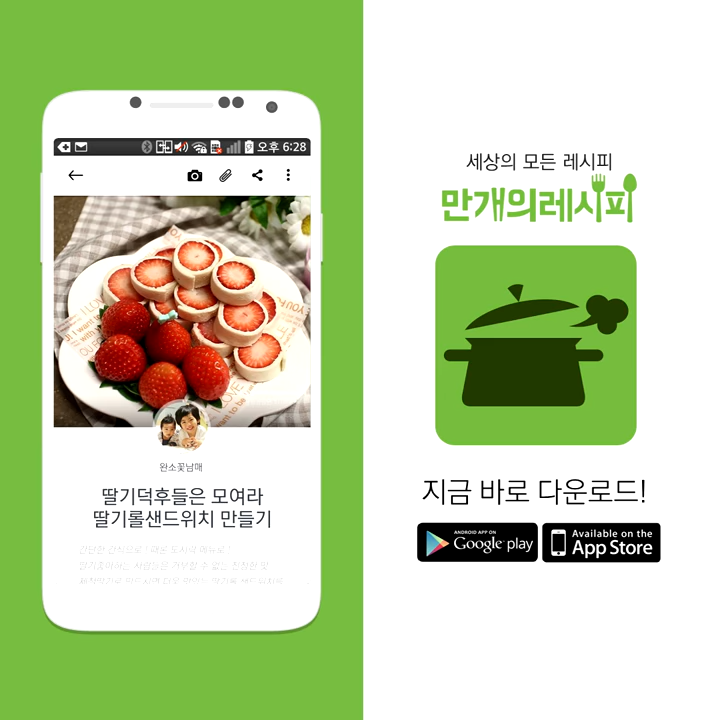 오후 6:28
완소꽃남매
딸기덕후들은 모여라
딸기롤샌드위치 만들기
세상의 모든 레시피
만개의레시피
지금 바로 다운로드!
ANDROID APP ON
Google play
Available on the
App Store
I LOVE